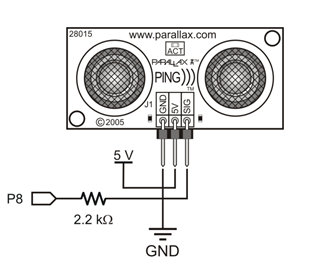 28015
www.parallax.com
ACT
PARALLAX R™
PING)))™
J1
GND
5V
SIG
©2005
5 V
P8
2.2 kΩ
GND